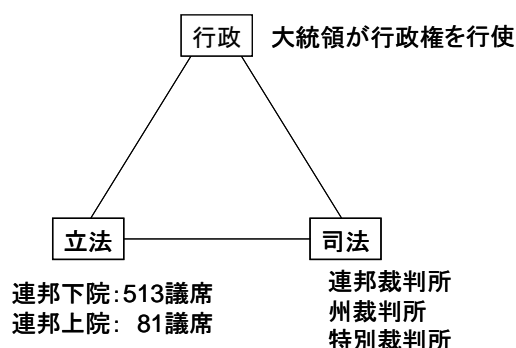 行政 大統領が行政権を行使
立法
司法
連邦下院：513議席
連邦上院： 81議席
連邦裁判所
州裁判所
特別裁判所